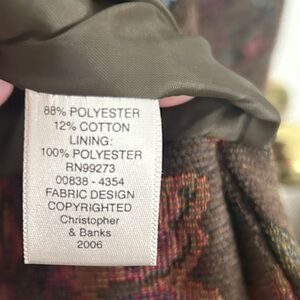 88% POLYESTER
12% COTTON
LINING:
100% POLYESTER
RN99273
00838 - 4354
FABRIC DESIGN
COPYRIGHTED
Christopher
& Banks
2006